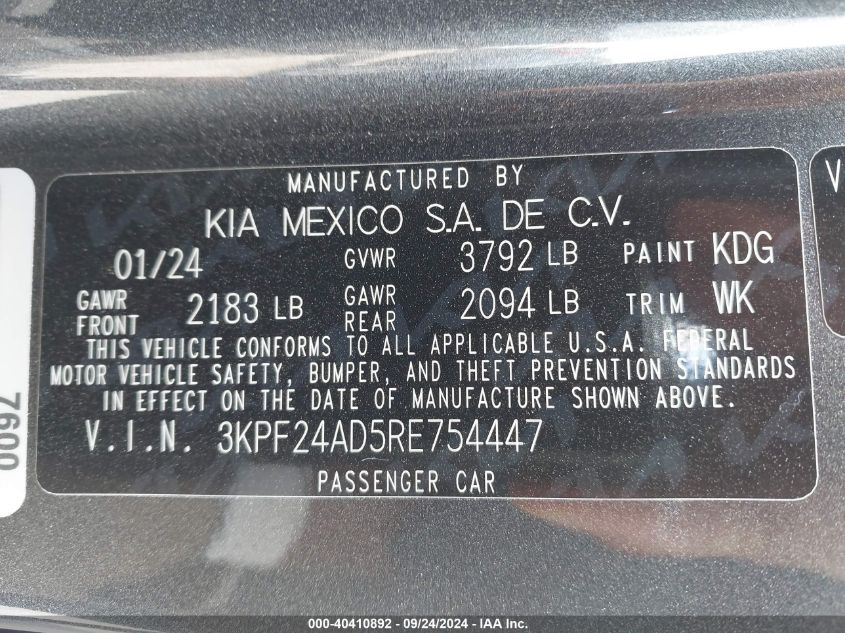 MANUFACTURED BY
KIA MEXICO S.A. DE C.V.
01/24 GVWR 3792 LB PAINT KDG
GAWR FRONT 2183 LB GAWR REAR 2094 LB TRIM WK
THIS VEHICLE CONFORMS TO ALL APPLICABLE U.S.A. FEDERAL
MOTOR VEHICLE SAFETY, BUMPER, AND THEFT PREVENTION STANDARDS
IN EFFECT ON THE DATE OF MANUFACTURE SHOWN ABOVE.
V.I.N. 3KPF24AD5RE754447
PASSENGER CAR
V
000-40410892 - 09/24/2024 - IAA Inc.